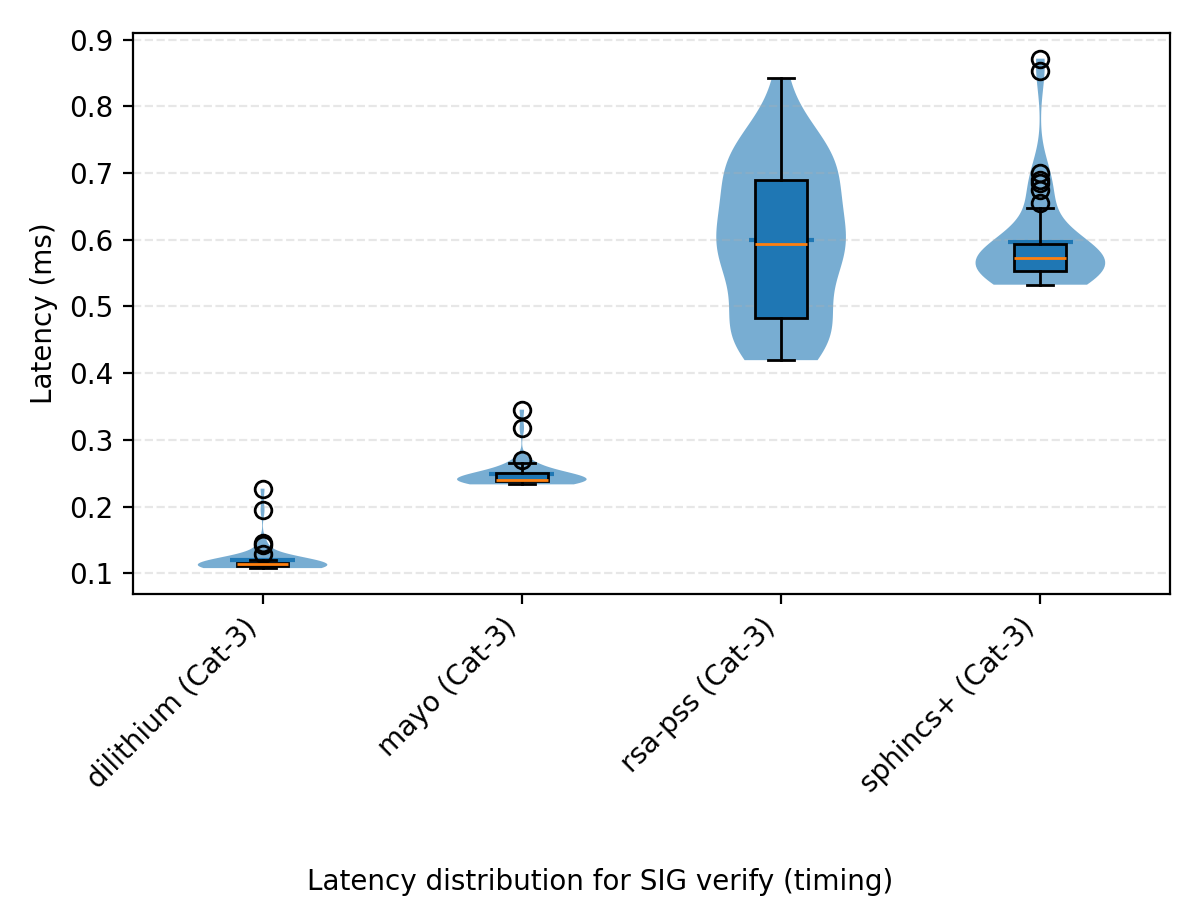 0.9
0.8
0.7
0.6
0.5
0.4
0.3
0.2
0.1
Latency (ms)
dilithium (Cat-3)
mayo (Cat-3)
rsa-pss (Cat-3)
sphincs+ (Cat-3)
Latency distribution for SIG verify (timing)